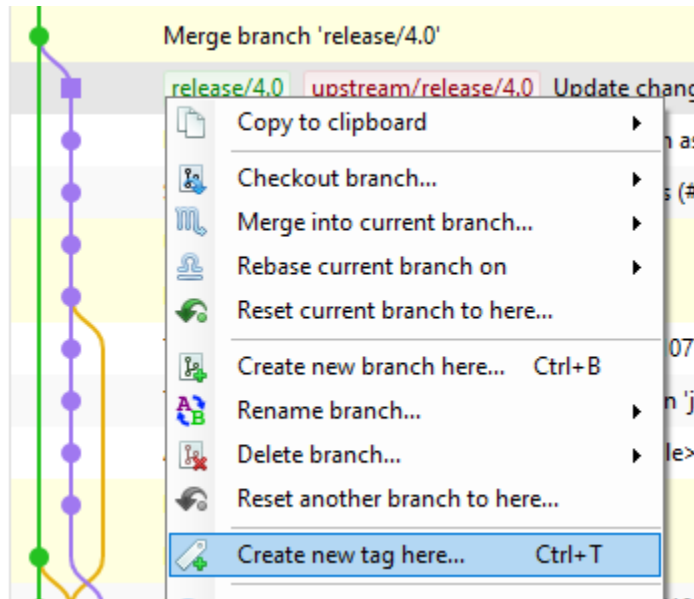 Merge branch 'release/4.0'
release/4.0 upstream/release/4.0 Update chang
Copy to clipboard
Checkout branch...
s (#
Merge into current branch...
Rebase current branch on
Reset current branch to here...
07
Create new branch here... Ctrl+B
Rename branch...
n 'j
Delete branch...
le>
Reset another branch to here...
Create new tag here... Ctrl+T